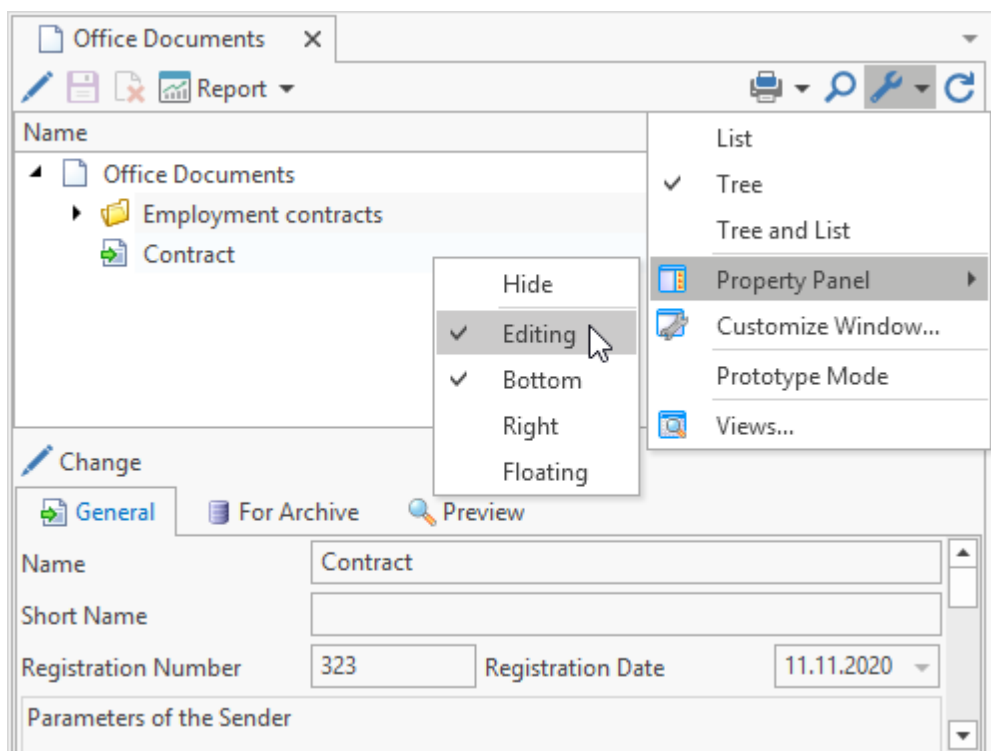 Office Documents
Report
Name
Office Documents
Employment contracts
Contract
List
Tree
Tree and List
Property Panel
Customize Window...
Prototype Mode
Views...
Hide
Editing
Bottom
Right
Floating
Change
General For Archive Preview
Name Contract
Short Name
Registration Number 323 Registration Date 11.11.2020
Parameters of the Sender